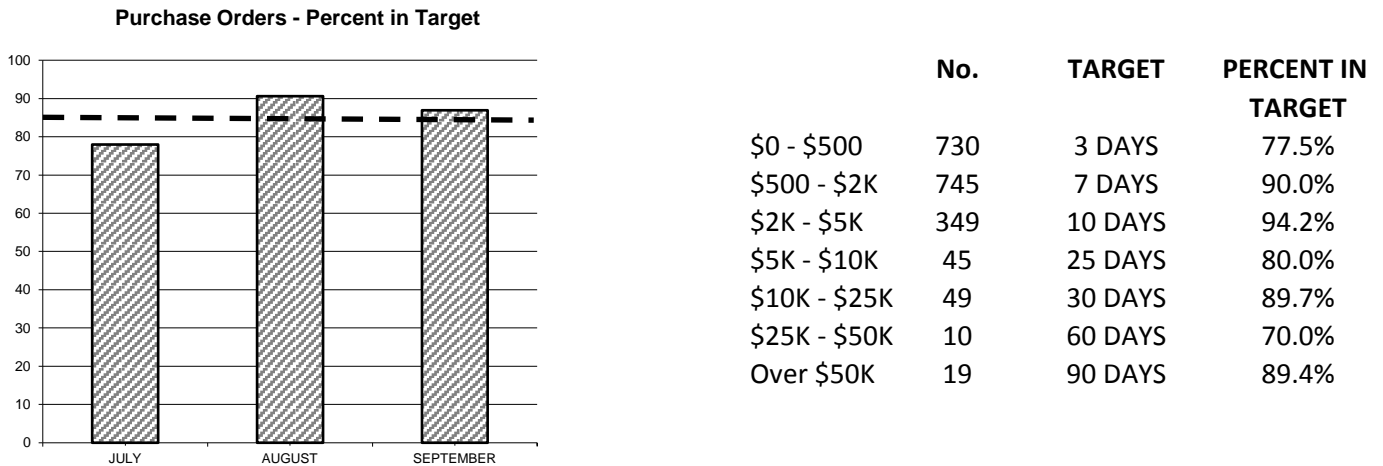 Purchase Orders - Percent in Target
100
90
80
70
60
50
40
30
20
10
0
JULY AUGUST SEPTEMBER
No. TARGET PERCENT IN
TARGET
$0 - $500 730 3 DAYS 77.5%
$500 - $2K 745 7 DAYS 90.0%
$2K - $5K 349 10 DAYS 94.2%
$5K - $10K 45 25 DAYS 80.0%
$10K - $25K 49 30 DAYS 89.7%
$25K - $50K 10 60 DAYS 70.0%
Over $50K 19 90 DAYS 89.4%